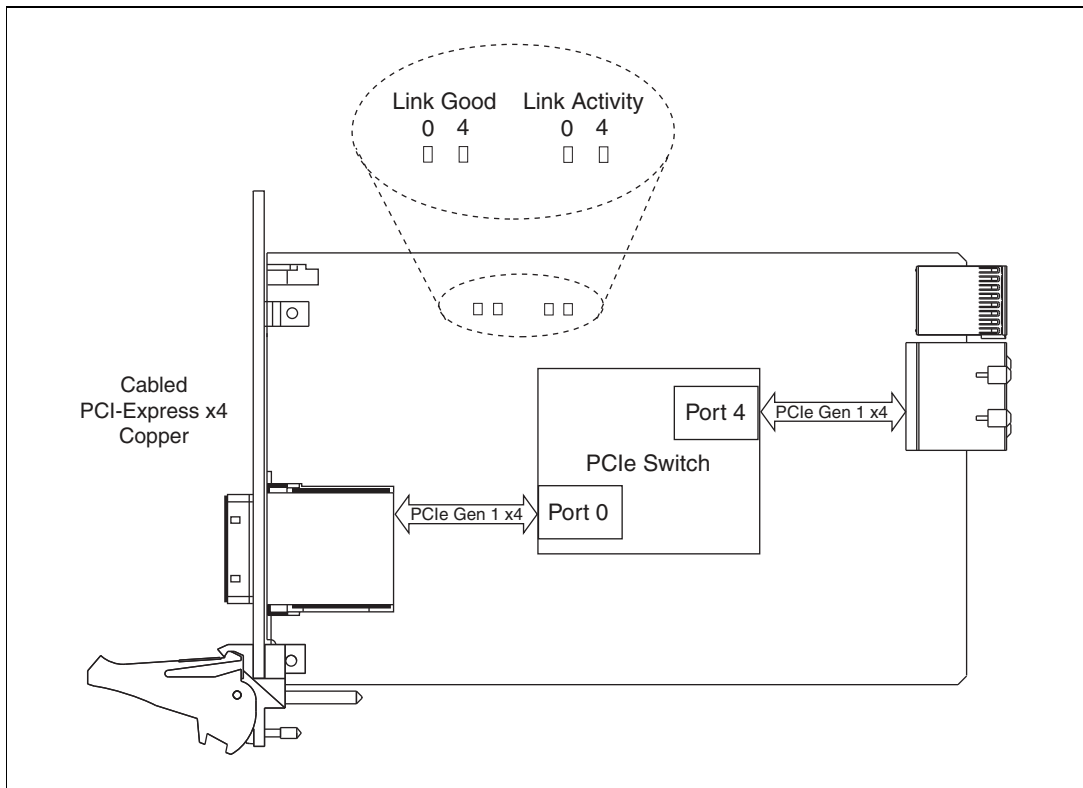 Link Good Link Activity
0 4 0 4
Cabled
PCI-Express x4
Copper
Port 4
PCIe Gen 1 x4
PCIe Switch
PCIe Gen 1 x4
Port 0